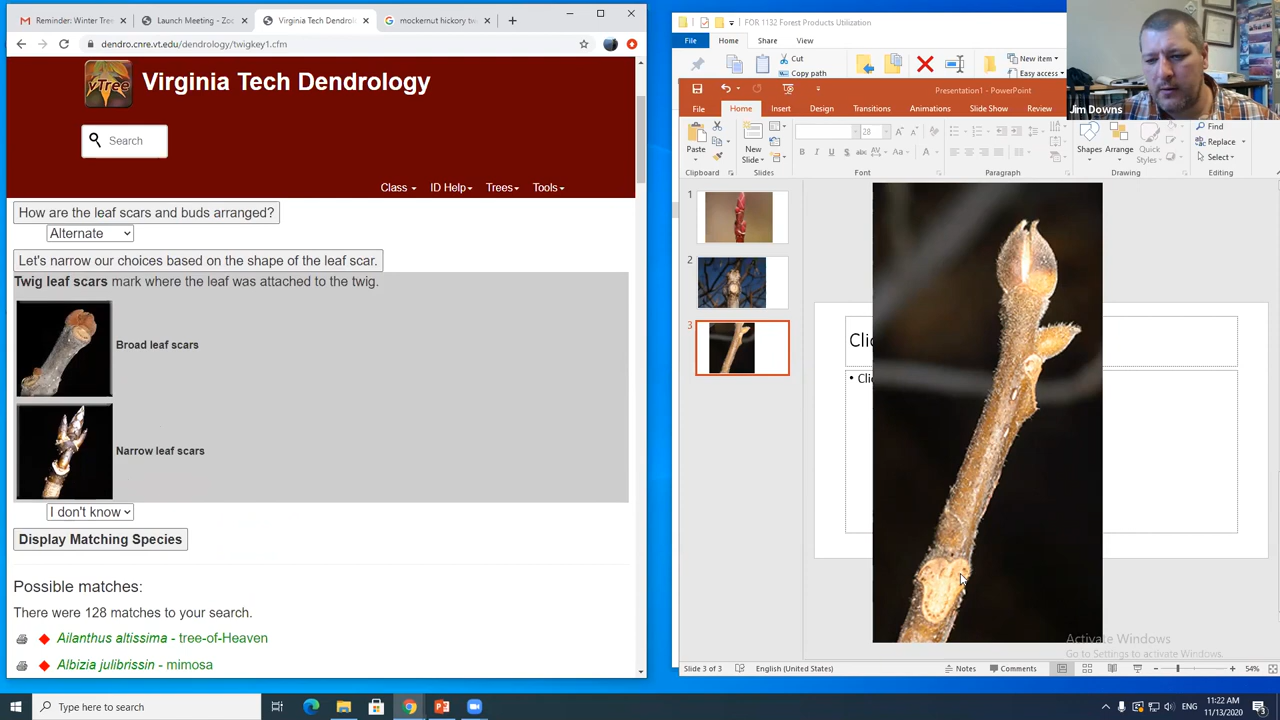 Reminder: Winter Tree
Launch Meeting - Zoo
Virginia Tech Dendrol
mockernut hickory tw
dendro.cnre.vt.edu/dendrology/twigkey1.cfm
Virginia Tech Dendrology
Search
Class
ID Help
Trees
Tools
How are the leaf scars and buds arranged?
Alternate
Let's narrow our choices based on the shape of the leaf scar.
Twig leaf scars mark where the leaf was attached to the twig.
Broad leaf scars
Narrow leaf scars
I don't know
Display Matching Species
Possible matches:
There were 128 matches to your search.
Ailanthus altissima - tree-of-Heaven
Albizia julibrissin - mimosa
FOR 1132 Forest Products Utilization
File Home Share View
Cut
Copy path
New item
Easy access
Presentation1 - PowerPoint
File Home Insert Design Transitions Animations Slide Show Review
Paste
New Slide
28
Shapes Arrange Quick Styles
Find
Replace
Select
Clipboard Slides Font Paragraph Drawing Editing
Jim Downs
1
2
3
Clic
• Clic
Activate Windows
Go to Settings to activate Windows.
Slide 3 of 3 English (United States) Notes Comments 54%
Type here to search
11:22 AM
11/13/2020
3